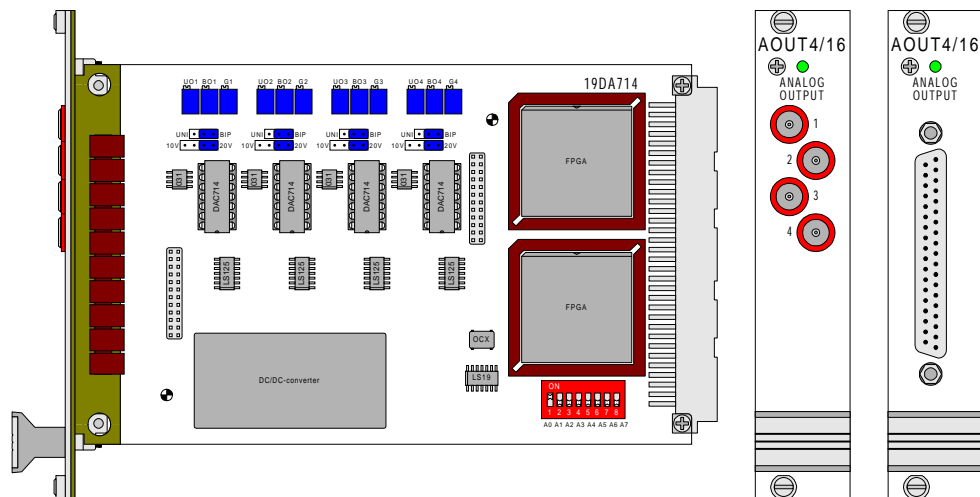 UO1 BO1 G1 UO2 BO2 G2 UO3 BO3 G3 UO4 BO4 G4
19DA714
UNI BIP UNI BIP UNI BIP UNI BIP
10V 20V 10V 20V 10V 20V 10V 20V
031 DAC714 031 DAC714 031 DAC714 031 DAC714
FPGA
LS125 LS125 LS125 LS125
FPGA
OCX
DC/DC-converter
LS19
ON
1 2 3 4 5 6 7 8
A0 A1 A2 A3 A4 A5 A6 A7
AOUT4/16
ANALOG
OUTPUT
1
2
3
4
AOUT4/16
ANALOG
OUTPUT